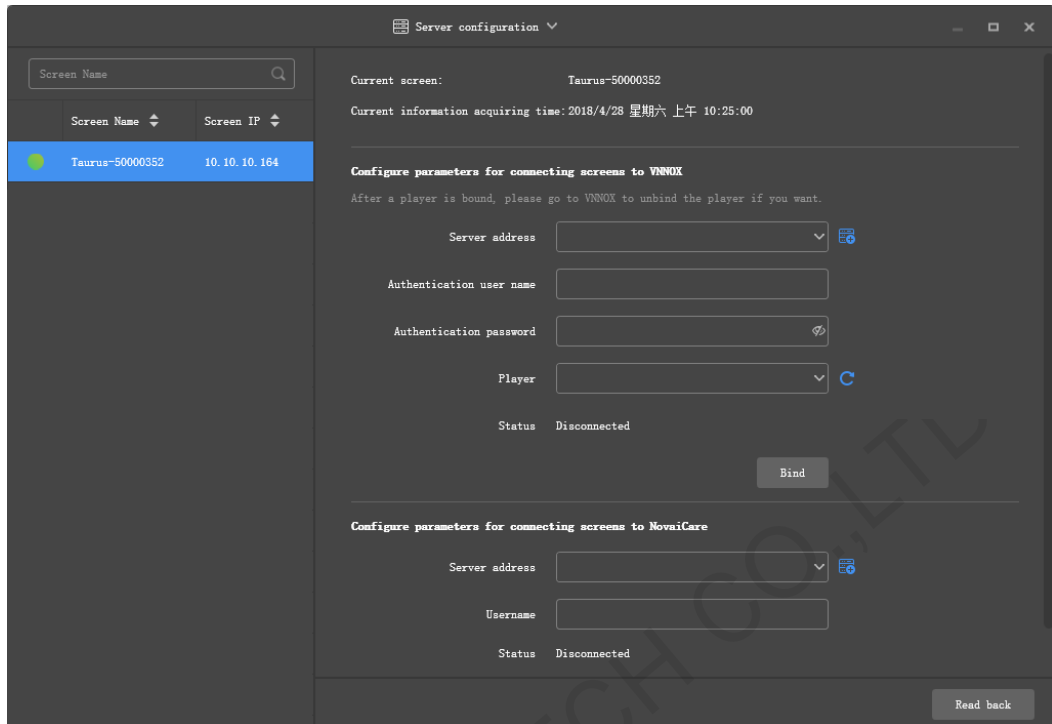 Server configuration
Screen Name
Screen Name Screen IP
Taurus-50000352 10.10.10.164
Current screen: Taurus-50000352
Current information acquiring time: 2018/4/28 星期六 上午 10:25:00
Configure parameters for connecting screens to VNNOX
After a player is bound, please go to VNNOX to unbind the player if you want.
Server address
Authentication user name
Authentication password
Player
Status Disconnected
Bind
Configure parameters for connecting screens to NovaiCare
Server address
Username
Status Disconnected
Read back
CO.,LTD